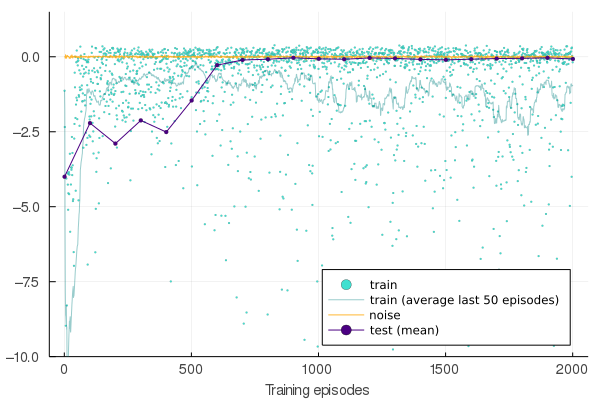 0.0
−2.5
−5.0
−7.5
−10.0
0
500
1000
1500
2000
Training episodes
train
train (average last 50 episodes)
noise
test (mean)